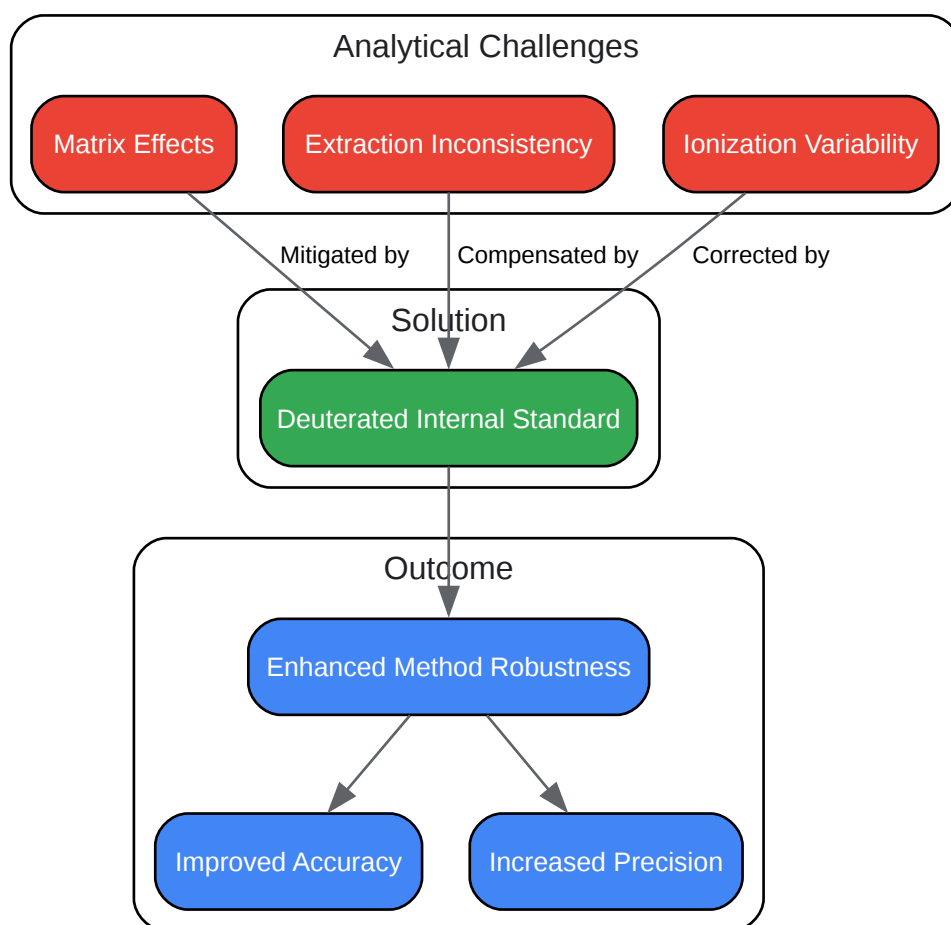 Analytical Challenges
Matrix Effects
Extraction Inconsistency
Ionization Variability
Mitigated by
Compensated by
Corrected by
Solution
Deuterated Internal Standard
Outcome
Enhanced Method Robustness
Improved Accuracy
Increased Precision